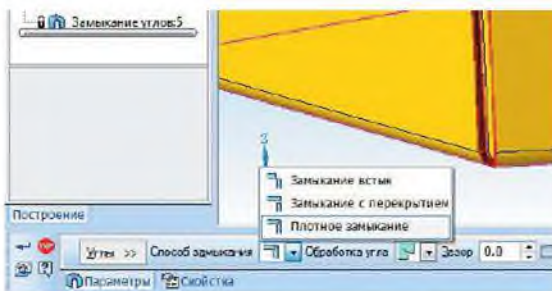 Замыкание углов:5
Замыкание встык
Замыкание с перекрытием
Плотное замыкание
Построение
Углы >> Способ замыкания Обработка угла Зазор 0.0
Параметры Свойства